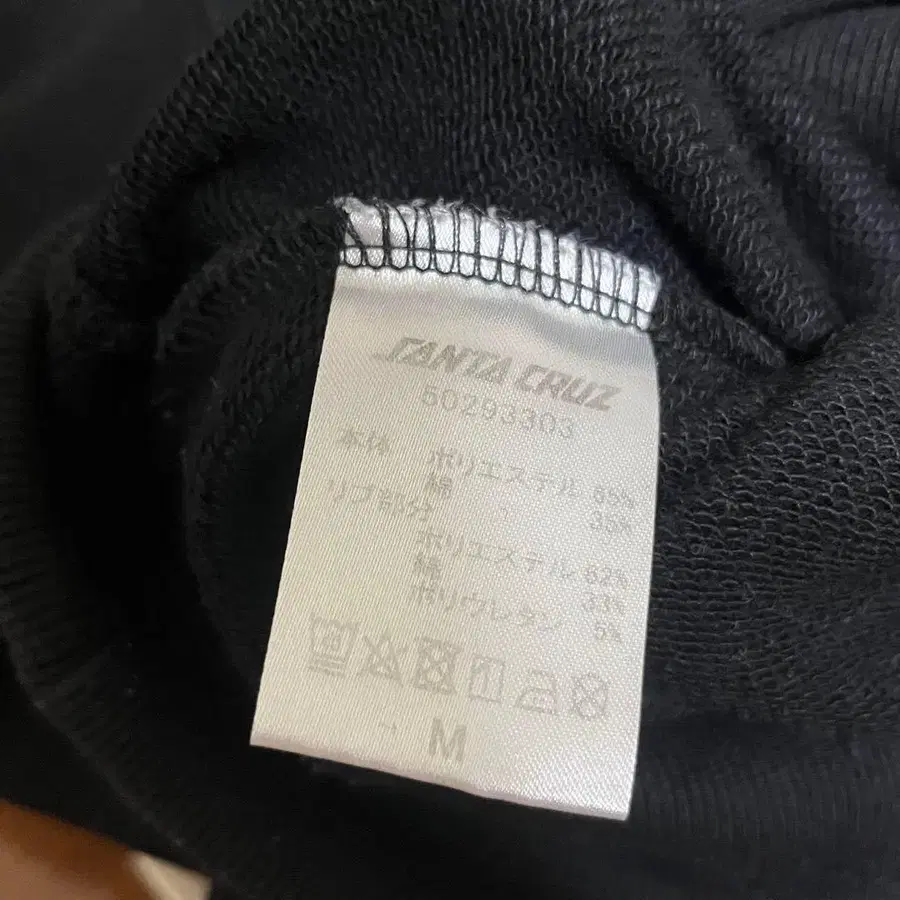 SANTA CRUZ
50293303
本体 ポリエステル 65%
綿 35%
リブ部分
ポリエステル 62%
綿 33%
ポリウレタン 5%
→ M